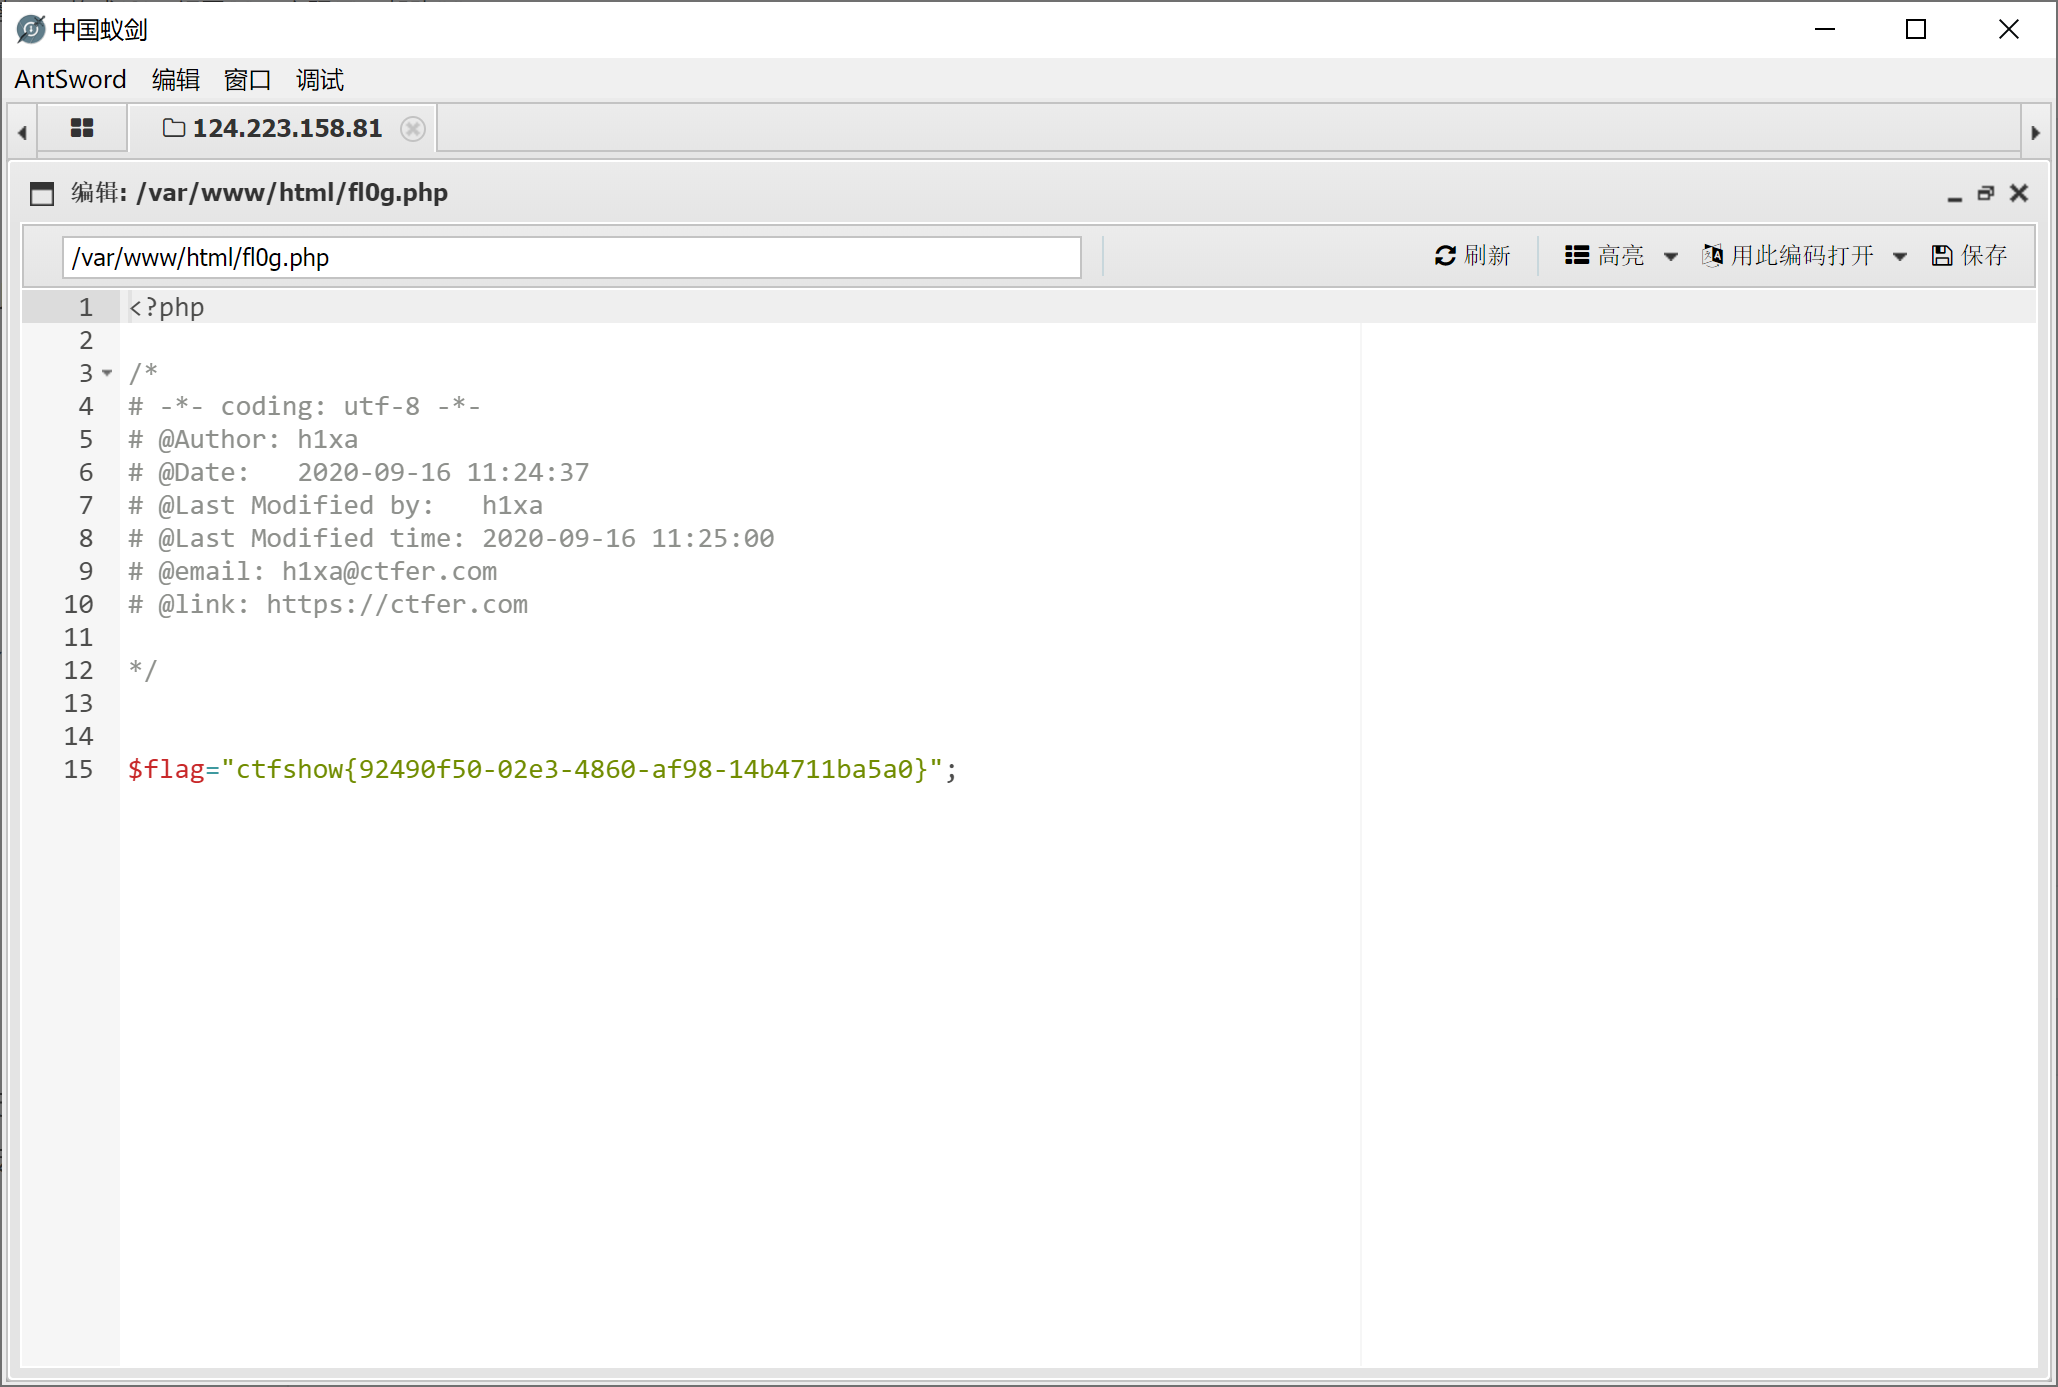 中国蚁剑
AntSword 编辑 窗口 调试
124.223.158.81
编辑: /var/www/html/fl0g.php
/var/www/html/fl0g.php 刷新 高亮 用此编码打开 保存
1 <?php
2
3 /*
4 # -*- coding: utf-8 -*-
5 # @Author: h1xa
6 # @Date:   2020-09-16 11:24:37
7 # @Last Modified by:   h1xa
8 # @Last Modified time: 2020-09-16 11:25:00
9 # @email: h1xa@ctfer.com
10 # @link: https://ctfer.com
11
12 */
13
14
15 $flag="ctfshow{92490f50-02e3-4860-af98-14b4711ba5a0}";